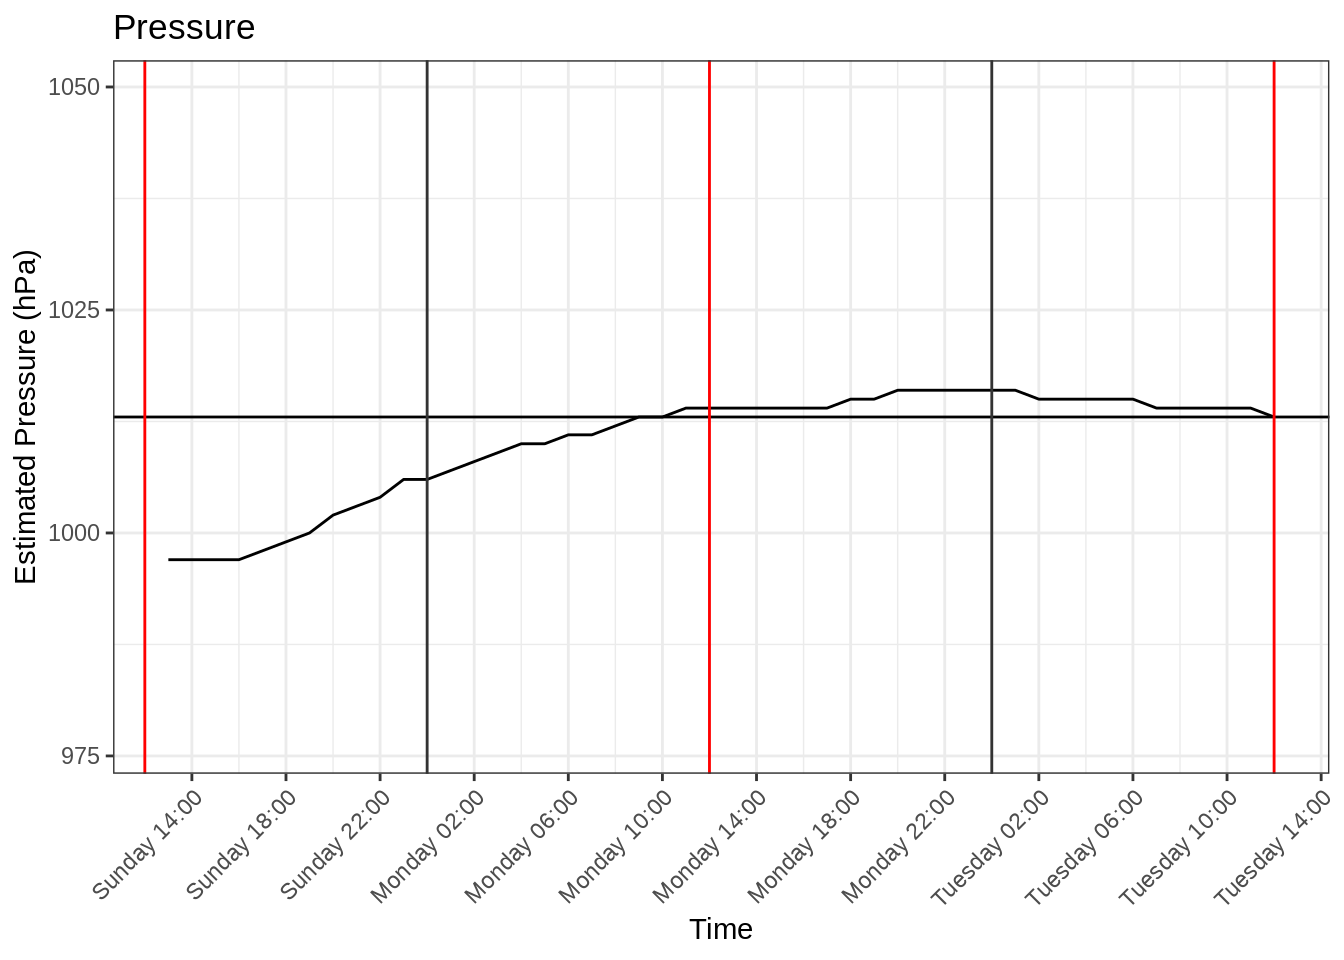 Pressure
Estimated Pressure (hPa)
1050
1025
1000
975
Sunday 14:00
Sunday 18:00
Sunday 22:00
Monday 02:00
Monday 06:00
Monday 10:00
Monday 14:00
Monday 18:00
Monday 22:00
Tuesday 02:00
Tuesday 06:00
Tuesday 10:00
Tuesday 14:00
Time